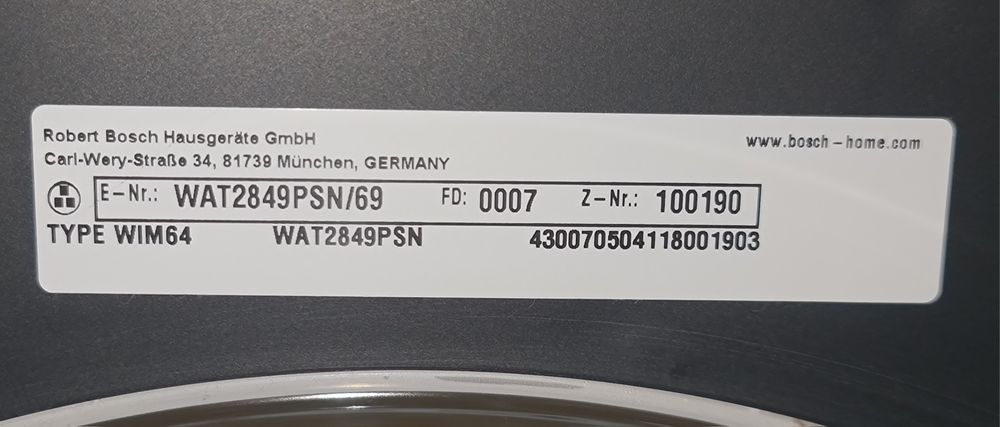 Robert Bosch Hausgeräte GmbH
www.bosch-home.com
Carl-Wery-Straße 34, 81739 München, GERMANY
E-Nr.: WAT2849PSN/69 FD: 0007 Z-Nr.: 100190
TYPE WIM64 WAT2849PSN 430070504118001903